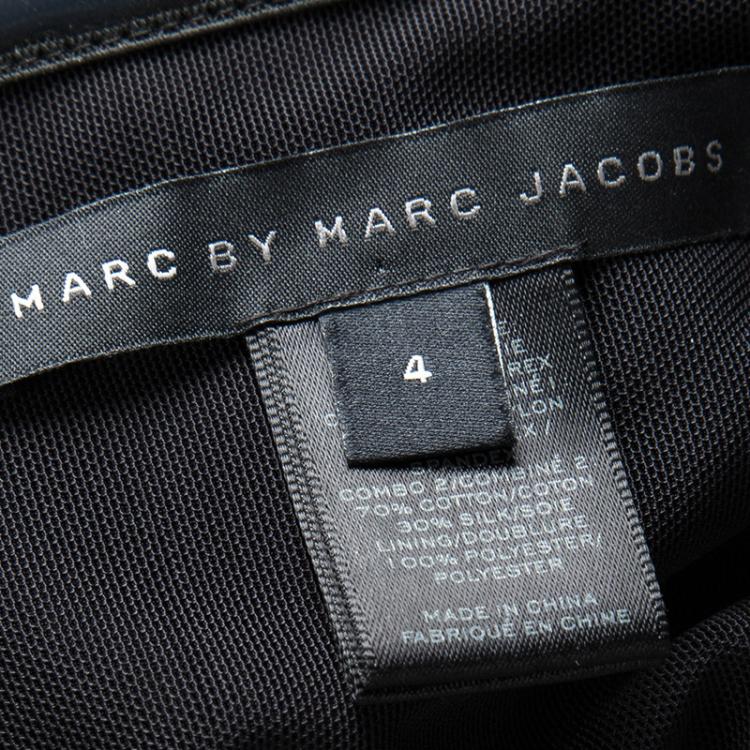 MARC BY MARC JACOBS
4
SPANDEX
COMBO 2/COMBINÉ 2
70% COTTON/COTON
30% SILK/SOIE
LINING/DOUBLURE
100% POLYESTER/
POLYESTER
MADE IN CHINA
FABRIQUÉ EN CHINE